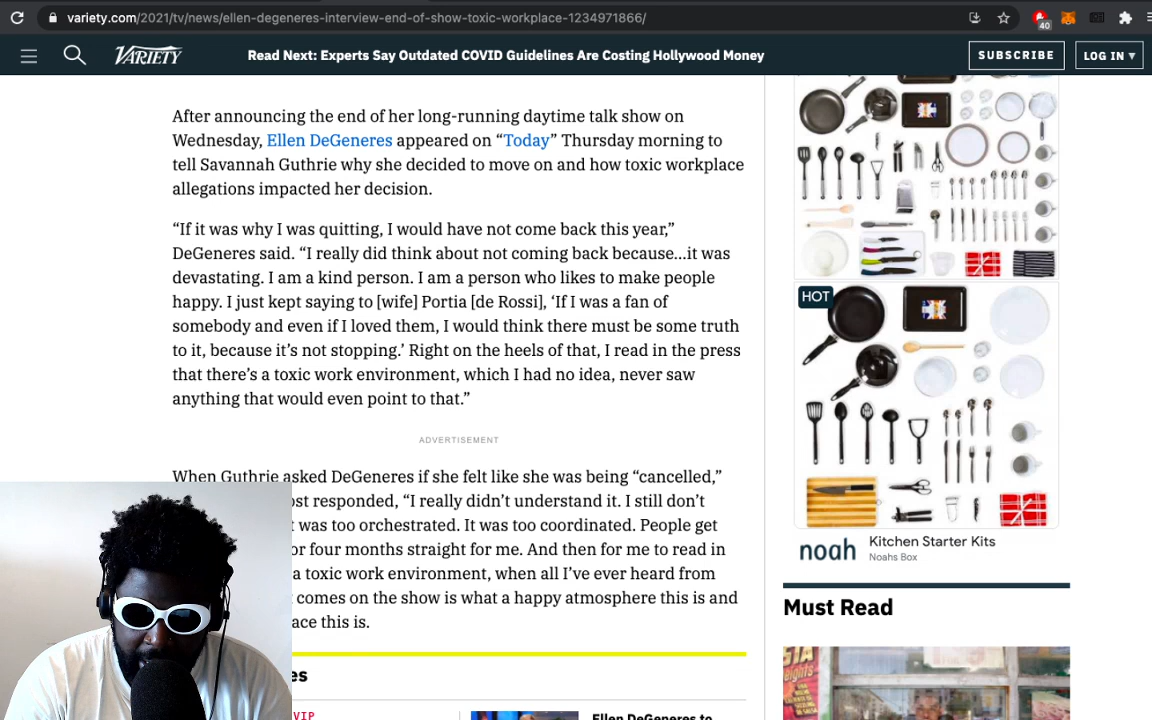 variety.com/2021/tv/news/ellen-degeneres-interview-end-of-show-toxic-workplace-1234971866/
40
VARIETY
Read Next: Experts Say Outdated COVID Guidelines Are Costing Hollywood Money
SUBSCRIBE
LOG IN ▾
After announcing the end of her long-running daytime talk show on
Wednesday, Ellen DeGeneres appeared on “Today” Thursday morning to
tell Savannah Guthrie why she decided to move on and how toxic workplace
allegations impacted her decision.
“If it was why I was quitting, I would have not come back this year,”
DeGeneres said. “I really did think about not coming back because…it was
devastating. I am a kind person. I am a person who likes to make people
happy. I just kept saying to [wife] Portia [de Rossi], ‘If I was a fan of
somebody and even if I loved them, I would think there must be some truth
to it, because it’s not stopping.’ Right on the heels of that, I read in the press
that there’s a toxic work environment, which I had no idea, never saw
anything that would even point to that.”
ADVERTISEMENT
When Guthrie asked DeGeneres if she felt like she was being “cancelled,”
ost responded, “I really didn’t understand it. I still don’t
t was too orchestrated. It was too coordinated. People get
or four months straight for me. And then for me to read in
a toxic work environment, when all I’ve ever heard from
comes on the show is what a happy atmosphere this is and
ace this is.
es
VIP
Ellen DeGeneres to
HOT
noah
Kitchen Starter Kits
Noahs Box
Must Read